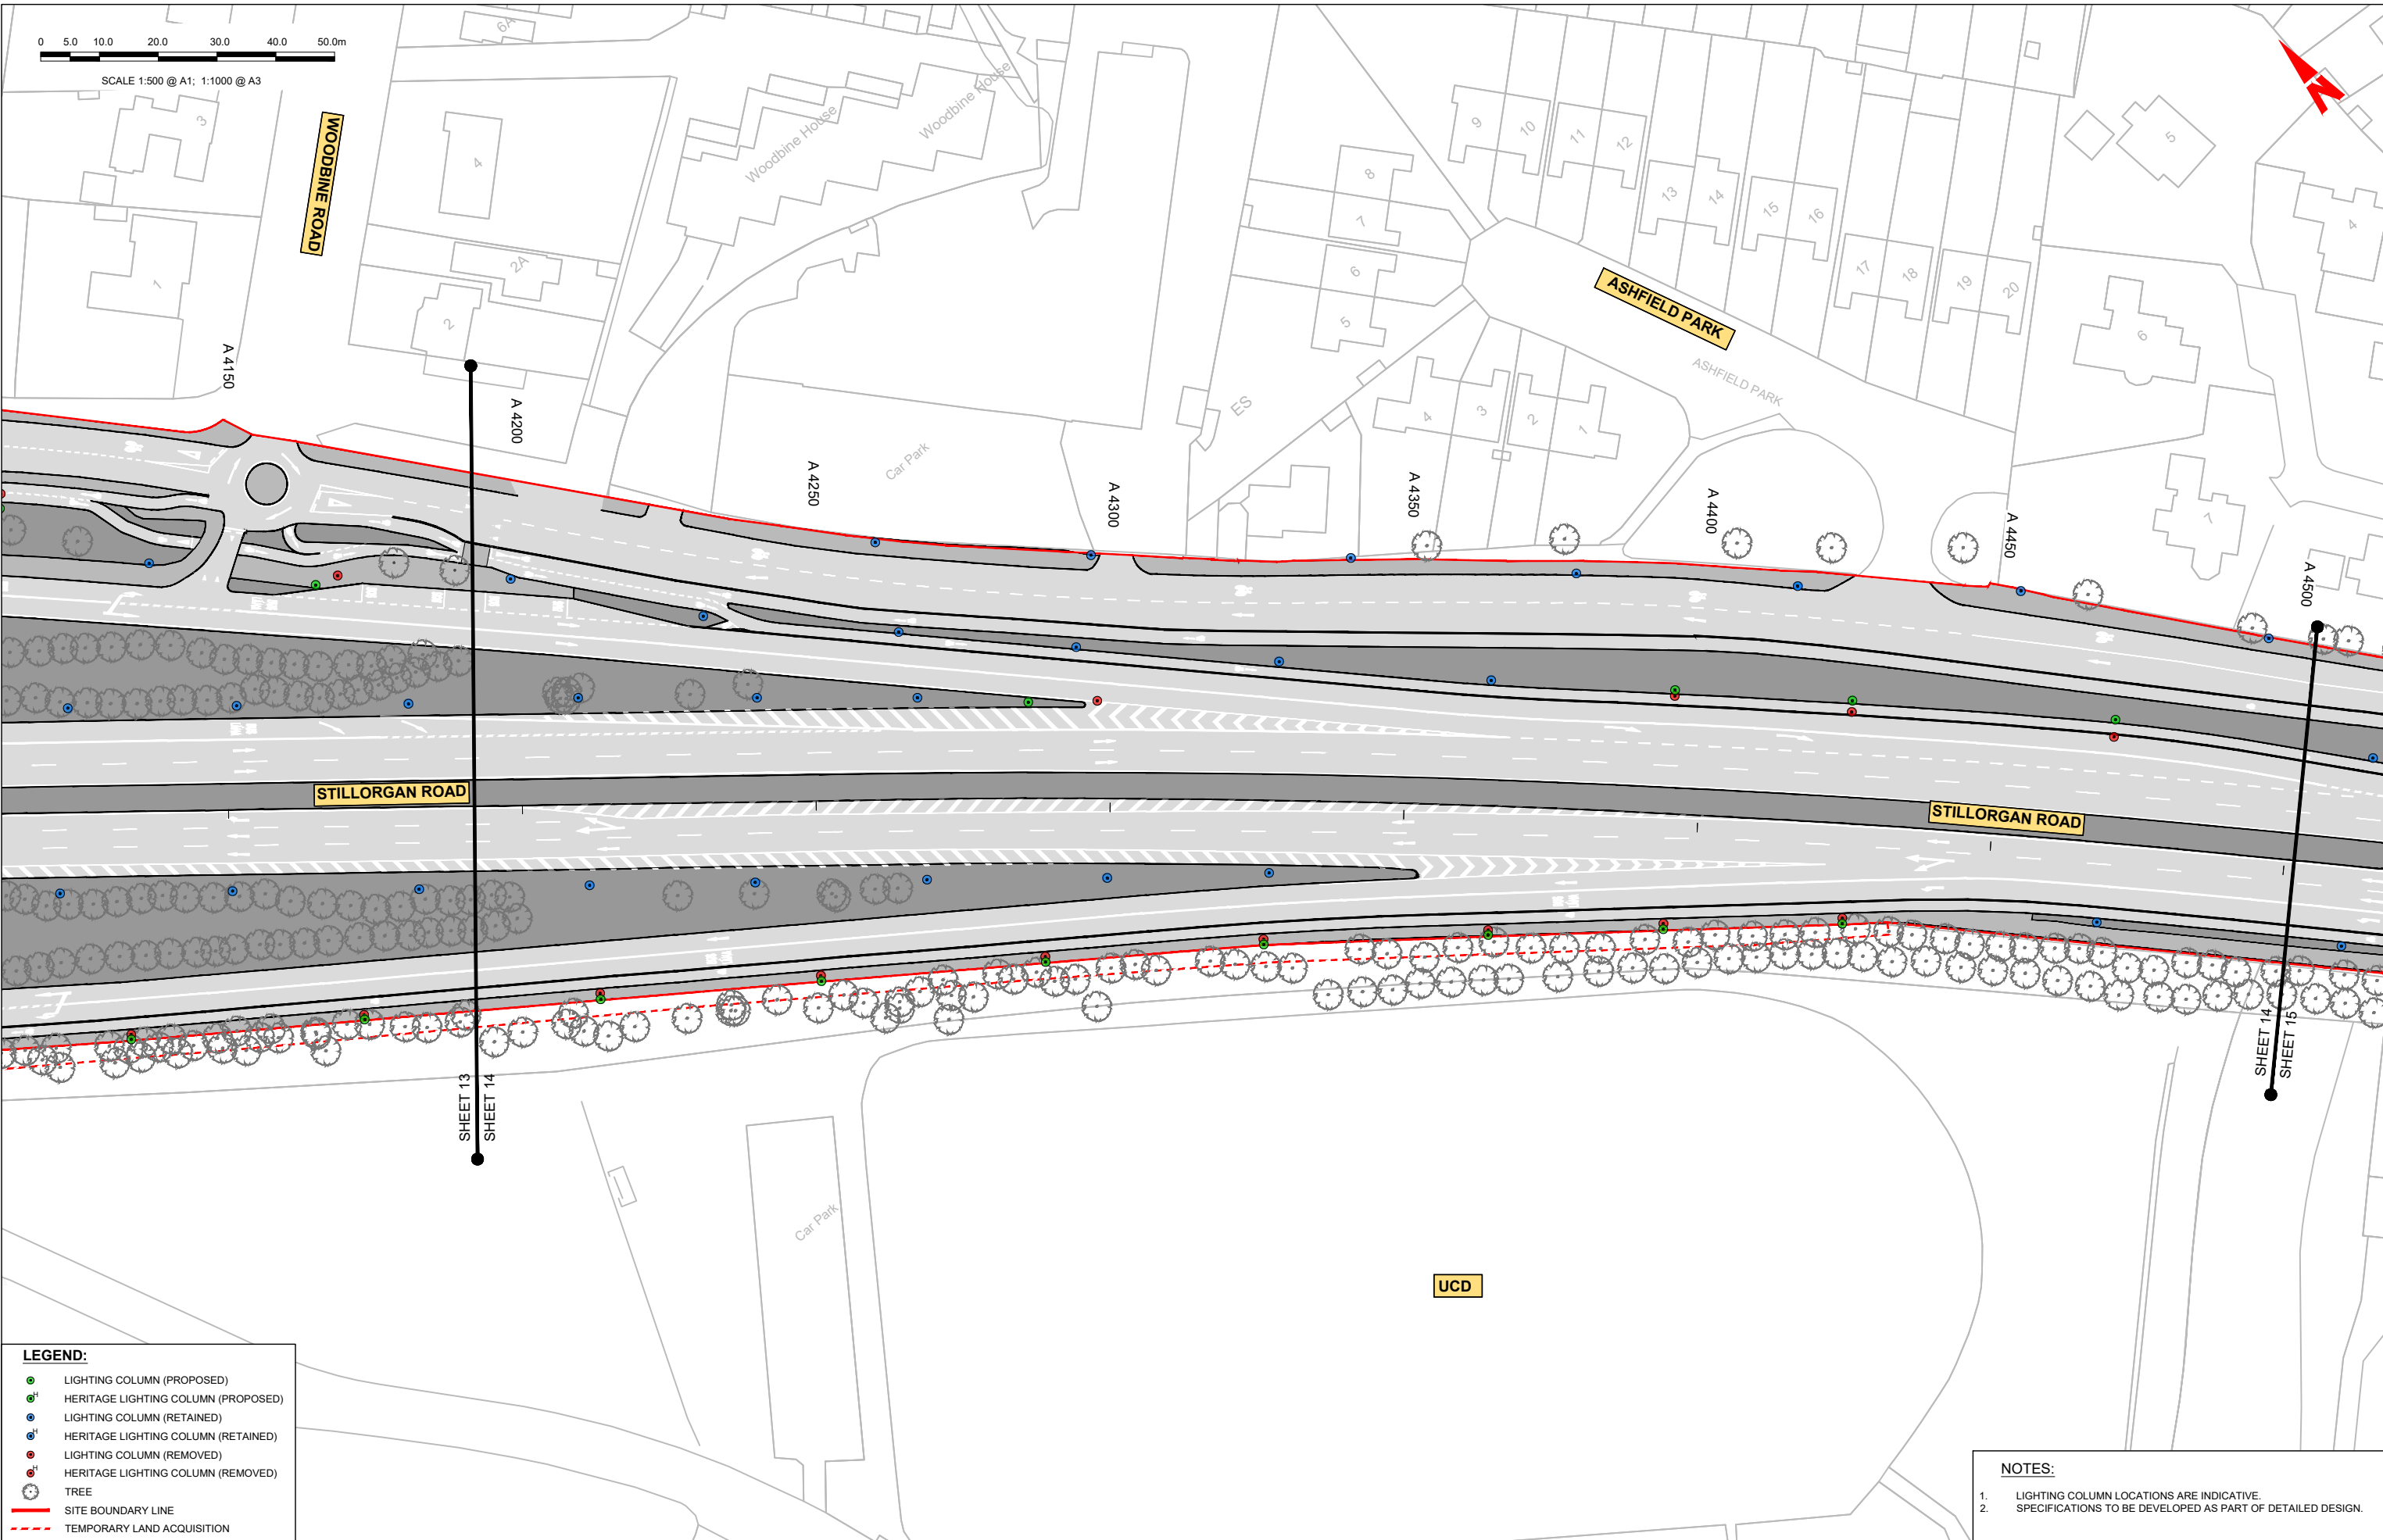 0 5.0 10.0 20.0 30.0 40.0 50.0m
SCALE 1:500 @ A1; 1:1000 @ A3
6A
3
WOODBINE ROAD
4
Woodbine House
Woodbine House
1
2A
2
9
10
11
12
8
7
6
5
13
14
15
16
17
18
19
20
ASHFIELD PARK
ASHFIELD PARK
5
4
6
7
N
4
3
2
1
ES
Car Park
A 4150
A 4200
A 4250
A 4300
A 4350
A 4400
A 4450
A 4500
STILLORGAN ROAD
STILLORGAN ROAD
SHEET 13
SHEET 14
SHEET 14
SHEET 15
Car Park
UCD
LEGEND:
LIGHTING COLUMN (PROPOSED)
H HERITAGE LIGHTING COLUMN (PROPOSED)
LIGHTING COLUMN (RETAINED)
H HERITAGE LIGHTING COLUMN (RETAINED)
LIGHTING COLUMN (REMOVED)
H HERITAGE LIGHTING COLUMN (REMOVED)
TREE
SITE BOUNDARY LINE
TEMPORARY LAND ACQUISITION
NOTES:
1. LIGHTING COLUMN LOCATIONS ARE INDICATIVE.
2. SPECIFICATIONS TO BE DEVELOPED AS PART OF DETAILED DESIGN.